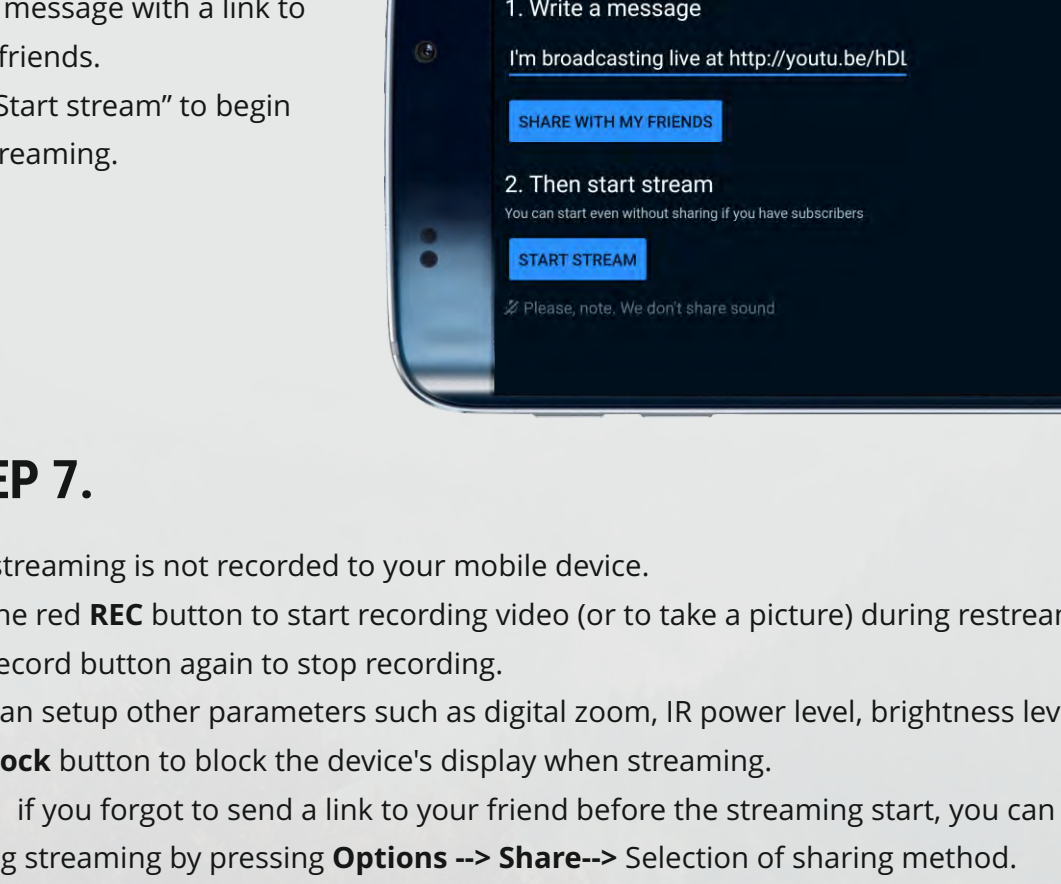 message with a link to
friends.
Start stream” to begin
reaming.
1. Write a message
I'm broadcasting live at http://youtu.be/hDL
SHARE WITH MY FRIENDS
2. Then start stream
You can start even without sharing if you have subscribers
START STREAM
Please, note. We don't share sound
EP 7.
streaming is not recorded to your mobile device.
he red REC button to start recording video (or to take a picture) during restrear
ecord button again to stop recording.
an setup other parameters such as digital zoom, IR power level, brightness lev
ock button to block the device's display when streaming.
if you forgot to send a link to your friend before the streaming start, you can
g streaming by pressing Options --> Share--> Selection of sharing method.